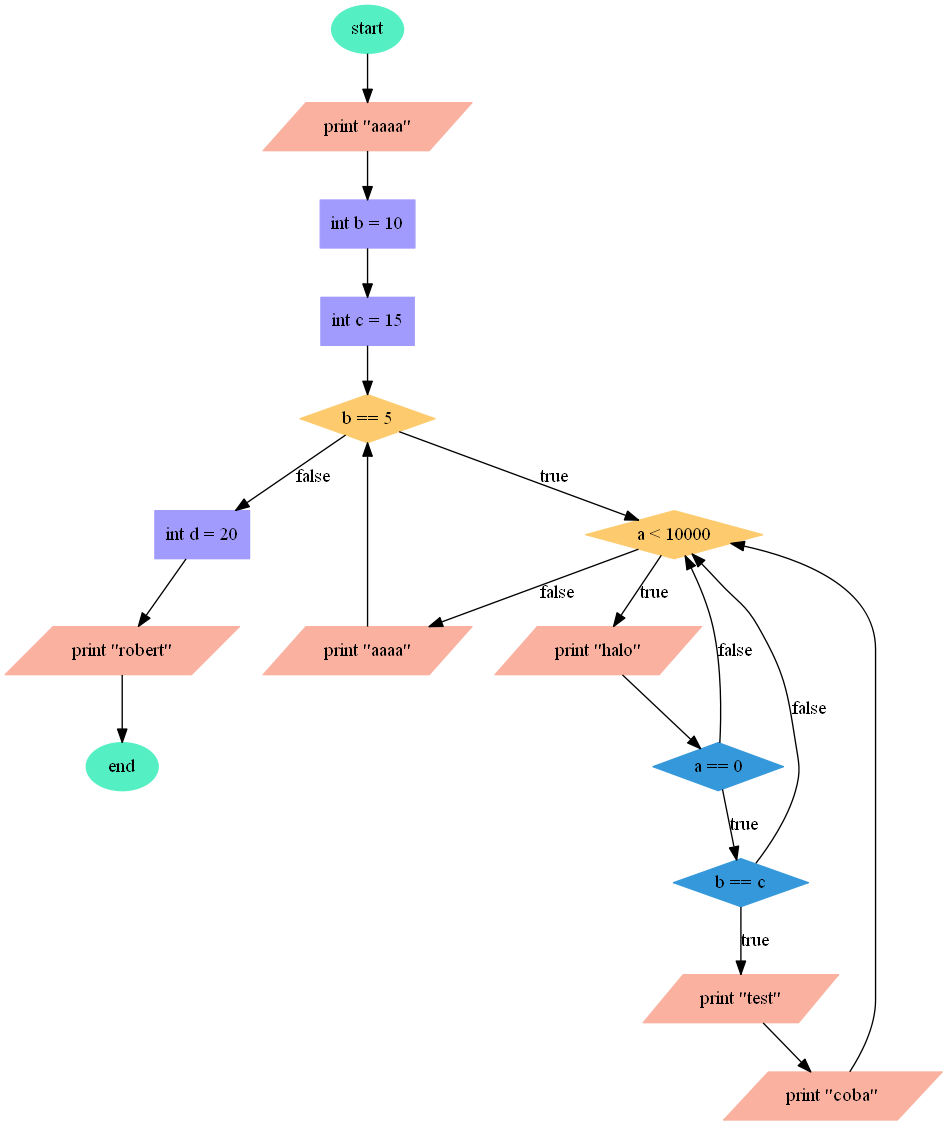 start
print "aaaa"
int b = 10
int c = 15
b == 5
false
true
int d = 20
a < 10000
false
true
print "robert"
print "aaaa"
print "halo"
false
false
end
a == 0
true
b == c
true
print "test"
print "coba"